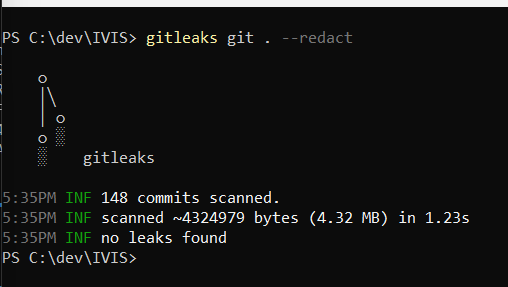 PS C:\dev\IVIS> gitleaks git . --redact
gitleaks
5:35PM INF 148 commits scanned.
5:35PM INF scanned ~4324979 bytes (4.32 MB) in 1.23s
5:35PM INF no leaks found
PS C:\dev\IVIS>